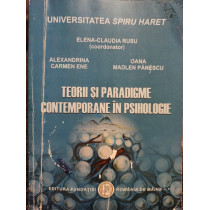 UNIVERSITATEA SPIRU HARET
ELENA-CLAUDIA RUSU
(coordonator)
ALEXANDRINA
CARMEN ENE
OANA
MADLEN PĂNESCU
TEORII ȘI PARADIGME
CONTEMPORANE ÎN PSIHOLOGIE
EDITURA FUNDAȚIEI ROMÂNIA DE MÂINE